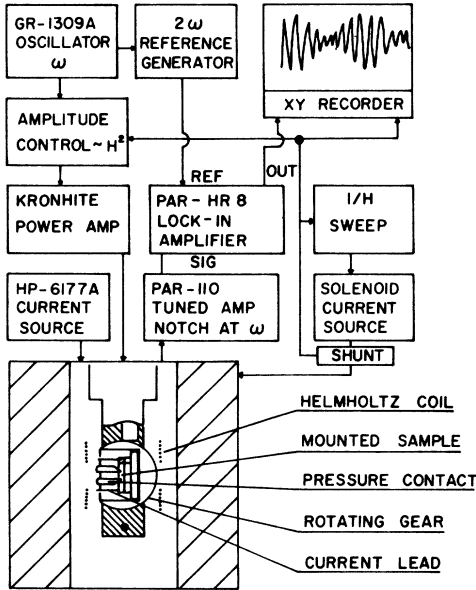 GR-1309A
OSCILLATOR
ω
2ω
REFERENCE
GENERATOR
XY RECORDER
AMPLITUDE
CONTROL~H²
REF
OUT
KRONHITE
POWER AMP
PAR-HR 8
LOCK-IN
AMPLIFIER
1/H
SWEEP
SIG
HP-6177A
CURRENT
SOURCE
PAR-110
TUNED AMP
NOTCH AT ω
SOLENOID
CURRENT
SOURCE
SHUNT
HELMHOLTZ COIL
MOUNTED SAMPLE
PRESSURE CONTACT
ROTATING GEAR
CURRENT LEAD